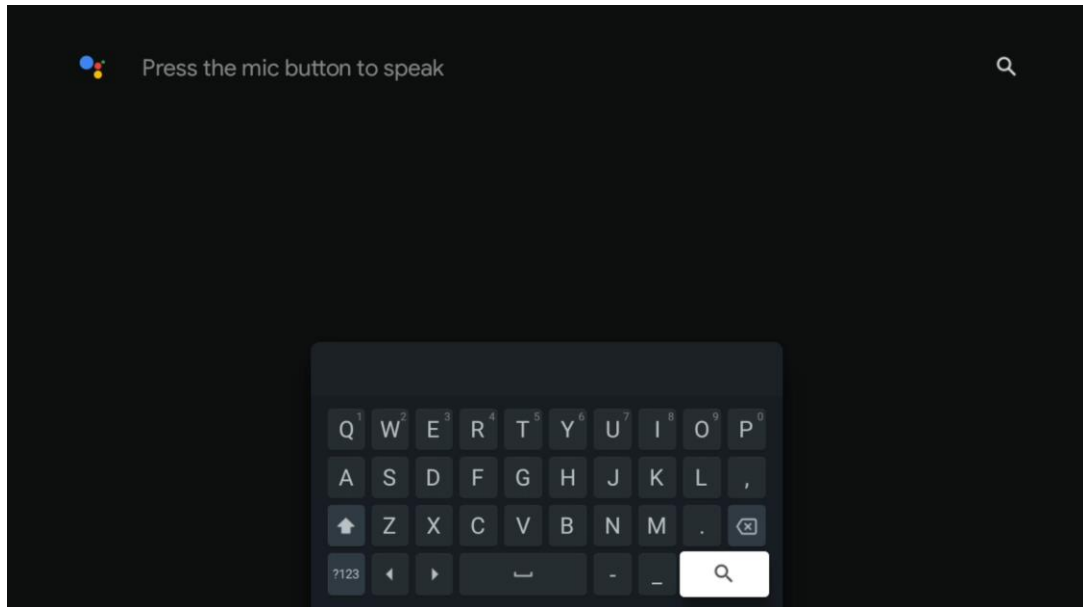 Press the mic button to speak
Q1 W2 E3 R4 T5 Y6 U7 I8 O9 P0
A S D F G H J K L ,
Z X C V B N M .
?123 - _